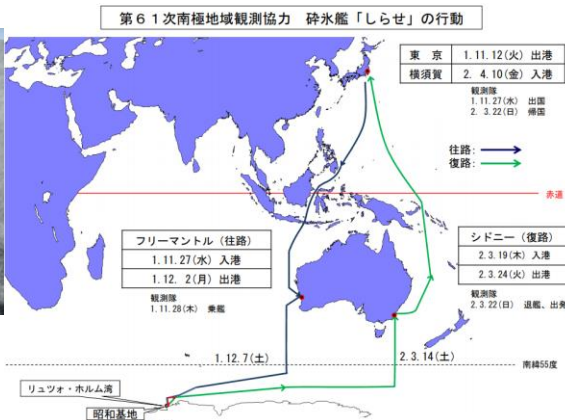 第６１次南極地域観測協力　砕氷艦「しらせ」の行動
東　京　1.11.12(火) 出港
横須賀　2. 4.10(金) 入港
観測隊
1.11.27(水)　出国
2. 3.22(日)　帰国
往路：
復路：
赤道
フリーマントル（往路）
1.11.27(水) 入港
1.12. 2(月) 出港
観測隊
1.11.28(木)　乗艦
シドニー（復路）
2.3.19(木) 入港
2.3.24(火) 出港
観測隊
2.3.22(日)　退艦、出発
1.12.7(土)
2.3.14(土)
南緯55度
リュツォ・ホルム湾
昭和基地